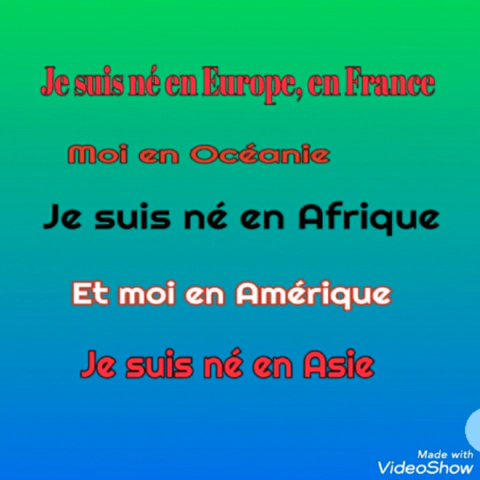 Je suis né en Europe, en France
Moi en Océanie
Je suis né en Afrique
Et moi en Amérique
Je suis né en Asie
Made with
VideoShow